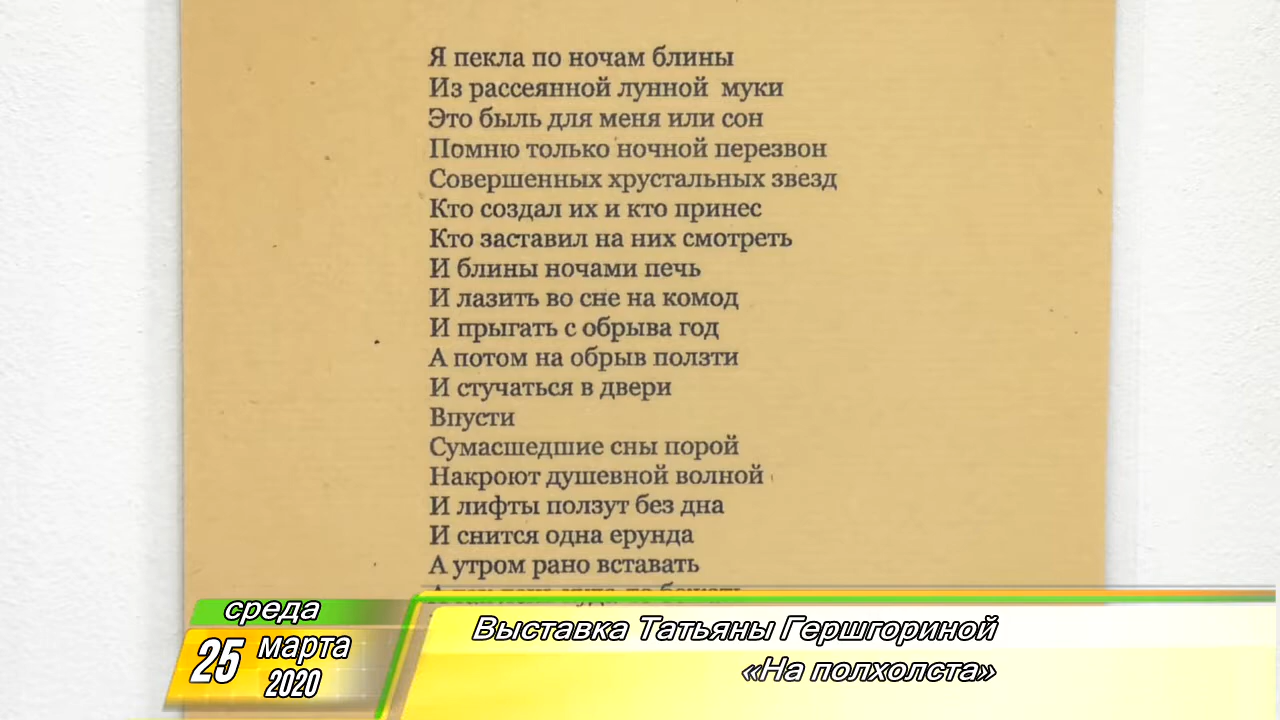 Я пекла по ночам блины
Из рассеянной лунной муки
Это быль для меня или сон
Помню только ночной перезвон
Совершенных хрустальных звезд
Кто создал их и кто принес
Кто заставил на них смотреть
И блины ночами печь
И лазить во сне на комод
И прыгать с обрыва год
А потом на обрыв ползти
И стучаться в двери
Впусти
Сумасшедшие сны порой
Накроют душевной волной
И лифты ползут без дна
И снится одна ерунда
А утром рано вставать
среда
25 марта
2020
Выставка Татьяны Гершгориной
«На полхолста»